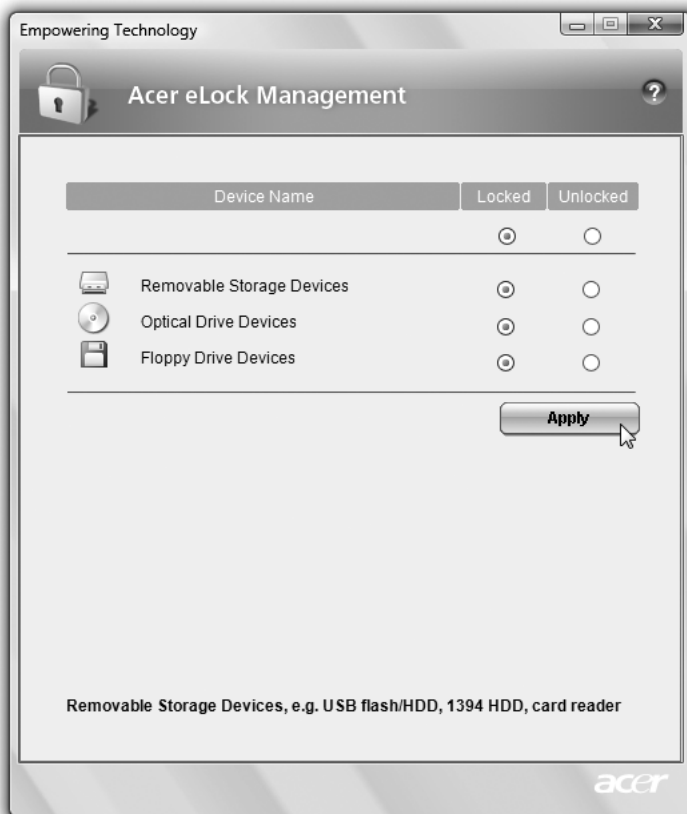 Empowering Technology
Acer eLock Management
?
Device Name Locked Unlocked
Removable Storage Devices
Optical Drive Devices
Floppy Drive Devices
Apply
Removable Storage Devices, e.g. USB flash/HDD, 1394 HDD, card reader
acer